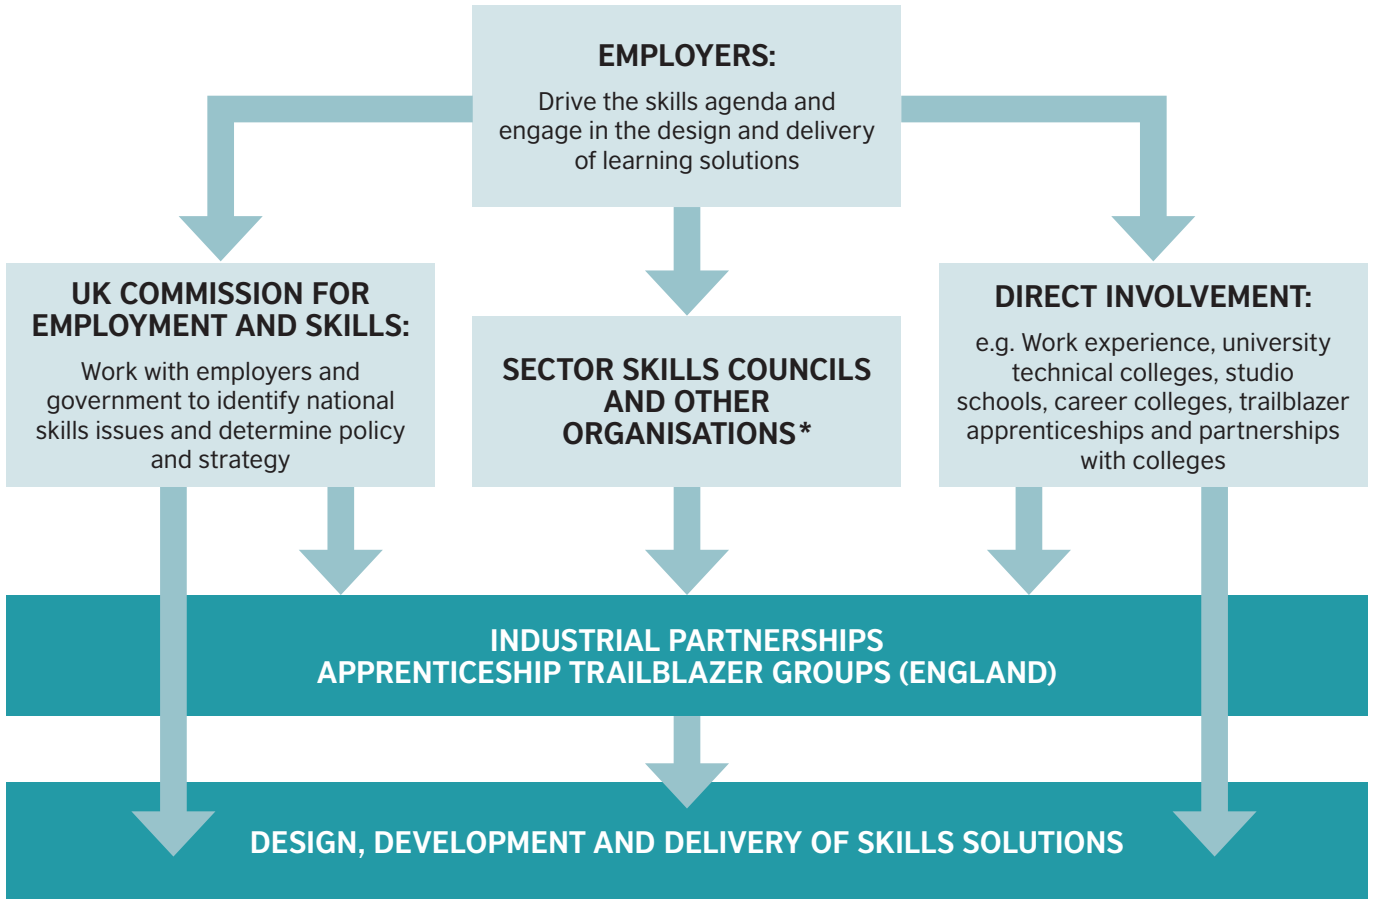 EMPLOYERS:
Drive the skills agenda and
engage in the design and delivery
of learning solutions
UK COMMISSION FOR
EMPLOYMENT AND SKILLS:
Work with employers and
government to identify national
skills issues and determine policy
and strategy
SECTOR SKILLS COUNCILS
AND OTHER
ORGANISATIONS*
DIRECT INVOLVEMENT:
e.g. Work experience, university
technical colleges, studio
schools, career colleges, trailblazer
apprenticeships and partnerships
with colleges
INDUSTRIAL PARTNERSHIPS
APPRENTICESHIP TRAILBLAZER GROUPS (ENGLAND)
DESIGN, DEVELOPMENT AND DELIVERY OF SKILLS SOLUTIONS